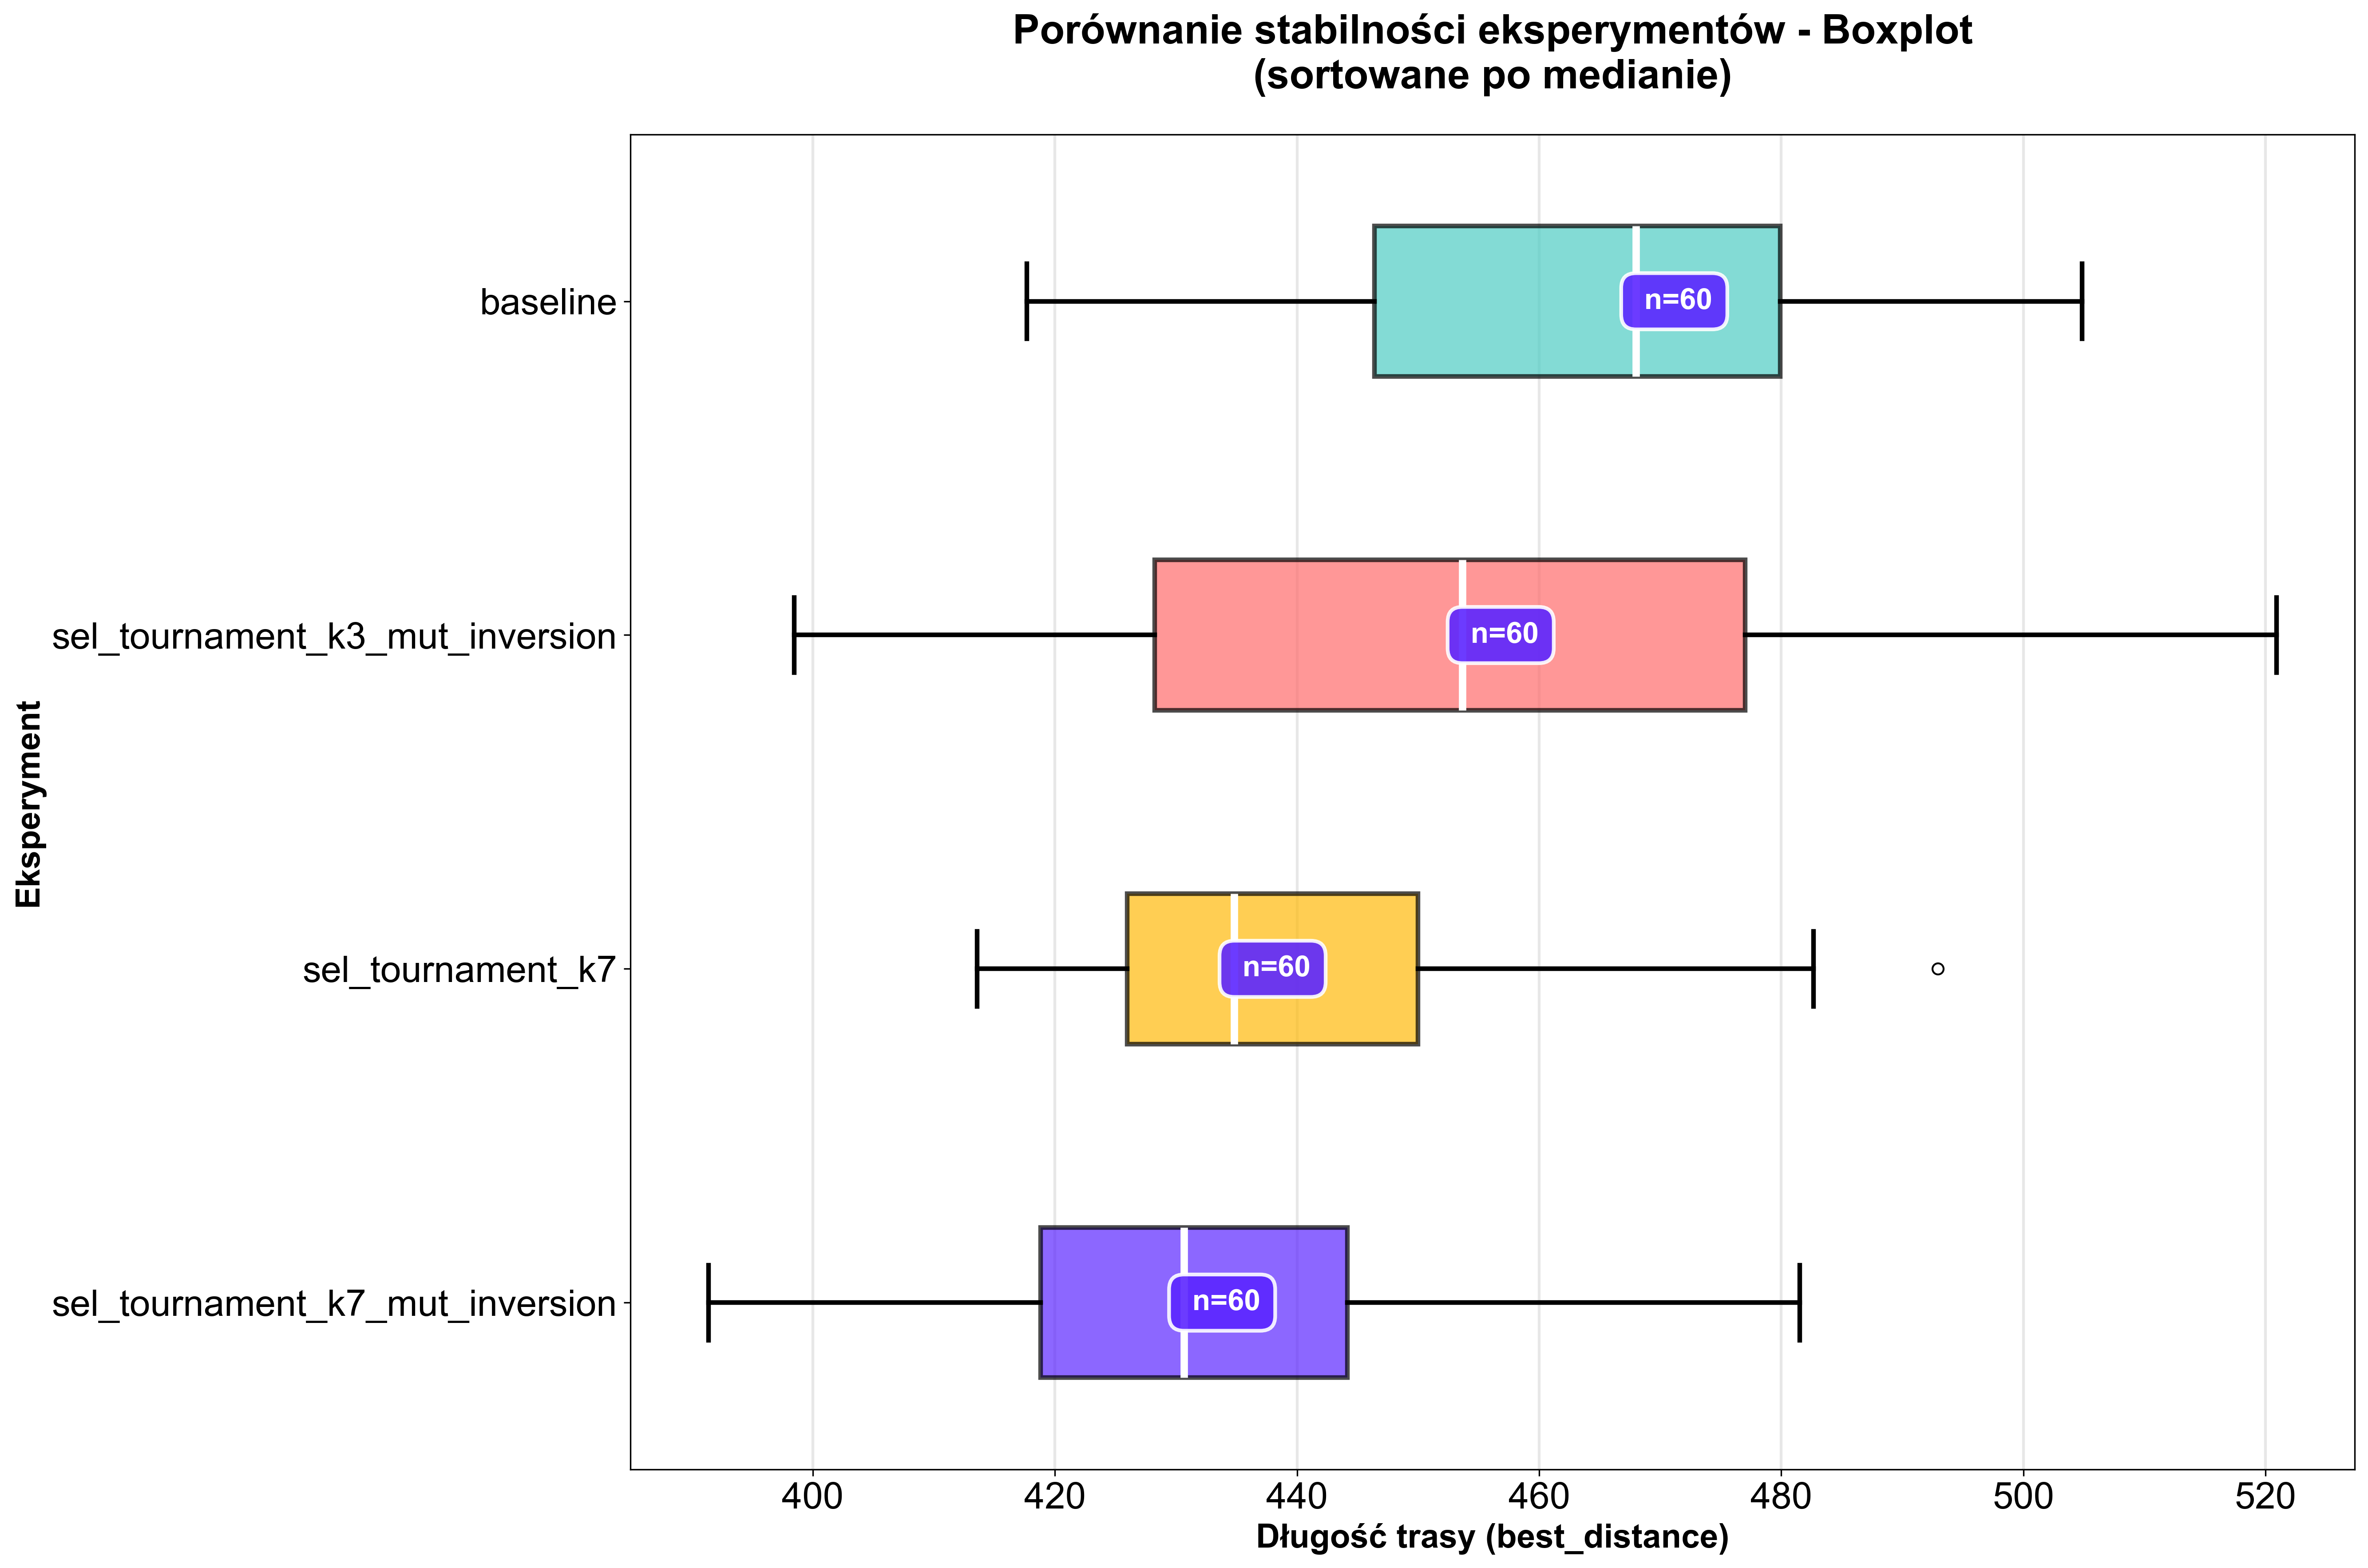 Porównanie stabilności eksperymentów - Boxplot
(sortowane po medianie)
Eksperyment
baseline
n=60
sel_tournament_k3_mut_inversion
n=60
sel_tournament_k7
n=60
sel_tournament_k7_mut_inversion
n=60
400 420 440 460 480 500 520
Długość trasy (best_distance)